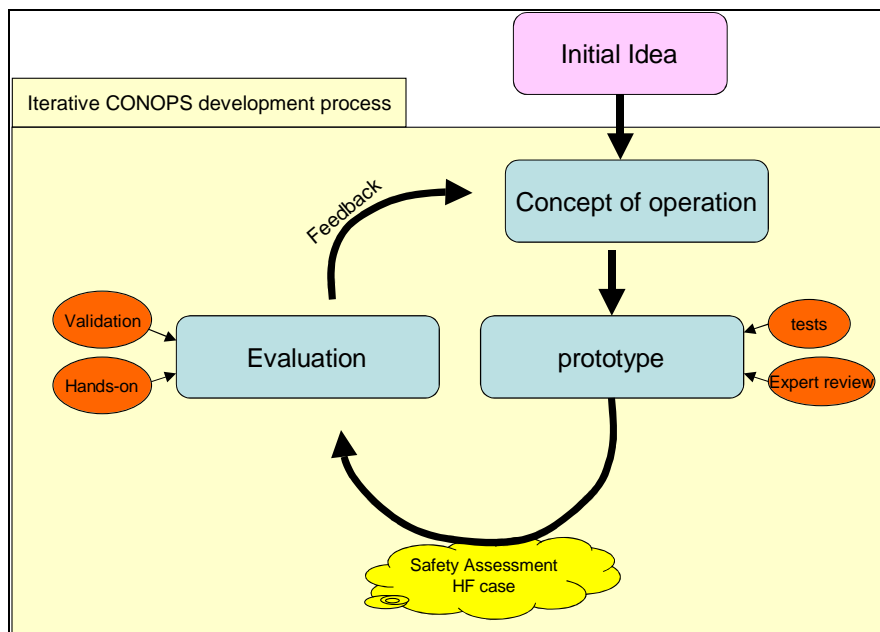 Initial Idea
Iterative CONOPS development process
Feedback
Concept of operation
Validation
Hands-on
Evaluation
prototype
tests
Expert review
Safety Assessment
HF case